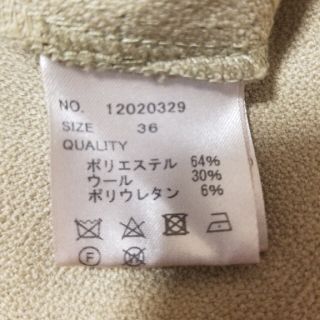 NO. 12020329
SIZE 36
QUALITY
ポリエステル 64%
ウール 30%
ポリウレタン 6%
F